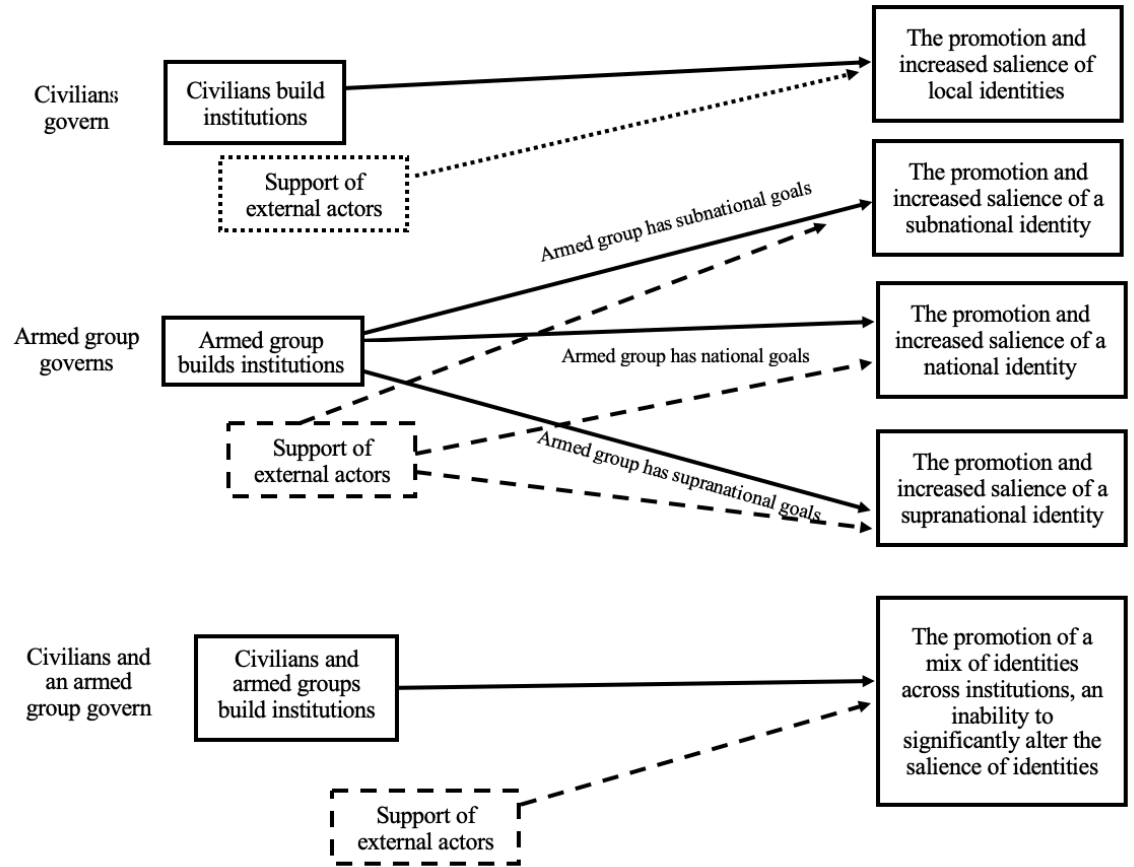 Civilians
govern
Civilians build
institutions
Support of
external actors
The promotion and
increased salience of
local identities
Armed group has subnational goals
The promotion and
increased salience of a
subnational identity
Armed group
governs
Armed group
builds institutions
Armed group has national goals
The promotion and
increased salience of a
national identity
Support of
external actors
Armed group has supranational goals
The promotion and
increased salience of a
supranational identity
Civilians and
an armed
group govern
Civilians and
armed groups
build institutions
The promotion of a
mix of identities
across institutions, an
inability to
significantly alter the
salience of identities
Support of
external actors